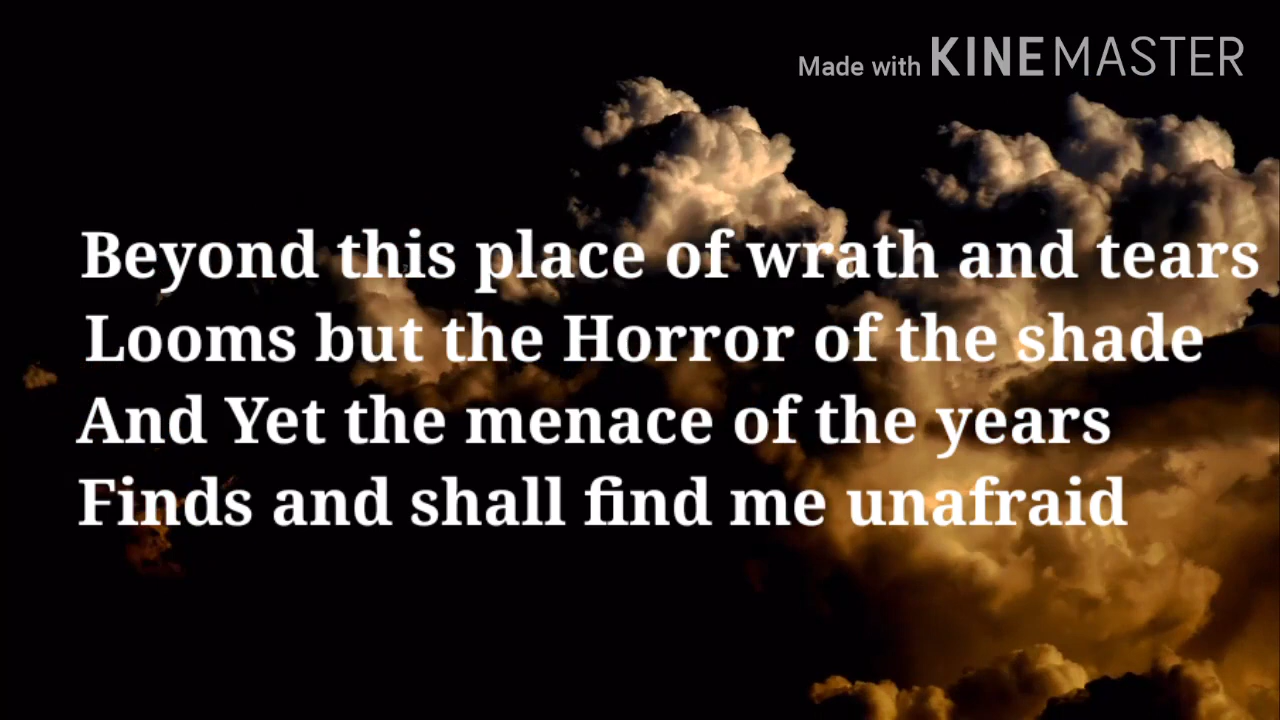 Made with KINEMASTER
Beyond this place of wrath and tears
Looms but the Horror of the shade
And Yet the menace of the years
Finds and shall find me unafraid